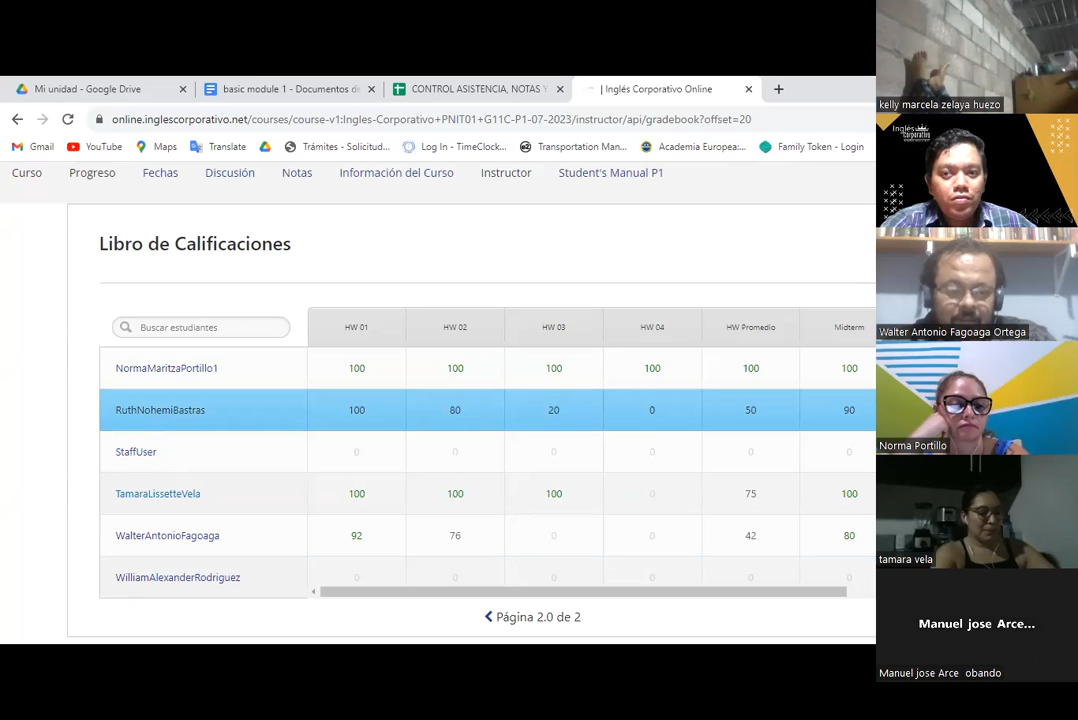 Mi unidad - Google Drive
basic module 1 - Documentos de
CONTROL ASISTENCIA, NOTAS Y
| Inglés Corporativo Online
online.inglescorporativo.net/courses/course-v1:Ingles-Corporativo+PNIT01+G11C-P1-07-2023/instructor/api/gradebook?offset=20
Gmail YouTube Maps Translate Trámites - Solicitud... Log In - TimeClock... Transportation Man... Academia Europea:... Family Token - Login
Curso Progreso Fechas Discusión Notas Información del Curso Instructor Student's Manual P1
Libro de Calificaciones
Buscar estudiantes HW 01 HW 02 HW 03 HW 04 HW Promedio Midterm
NormaMaritzaPortillo1 100 100 100 100 100 100
RuthNohemiBastras 100 80 20 0 50 90
StaffUser 0 0 0 0 0 0
TamaraLissetteVela 100 100 100 0 75 100
WalterAntonioFagoaga 92 76 0 0 42 80
WilliamAlexanderRodriguez 0 0 0 0 0 0
Página 2.0 de 2
kelly marcela zelaya huezo
Inglés
Corporativo
Walter Antonio Fagoaga Ortega
Norma Portillo
tamara vela
Manuel jose Arce...
Manuel jose Arce obando